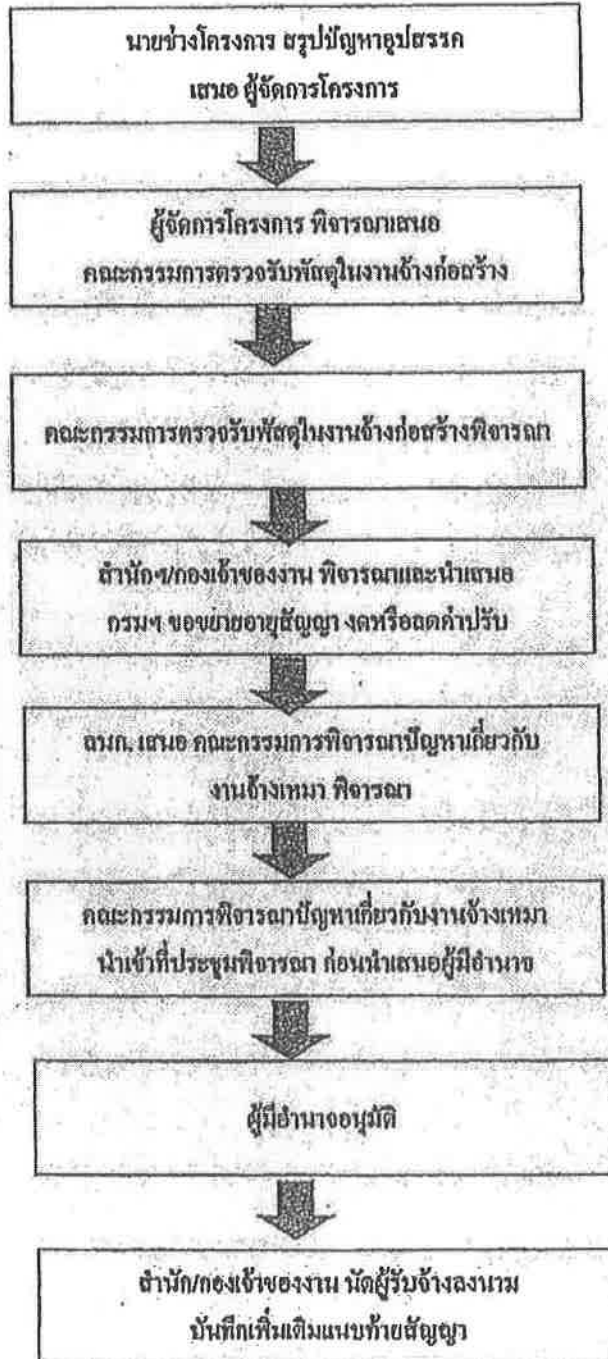 นายช่างโครงการ สรุปปัญหาอุปสรรค
เสนอ ผู้จัดการโครงการ
ผู้จัดการโครงการ พิจารณาเสนอ
คณะกรรมการตรวจรับพัสดุในงานจ้างก่อสร้าง
คณะกรรมการตรวจรับพัสดุในงานจ้างก่อสร้างพิจารณา
สำนักฯ/กองเจ้าของงาน พิจารณาและนำเสนอ
กรมฯ ขอขยายอายุสัญญา งดหรือลดค่าปรับ
สนก. เสนอ คณะกรรมการพิจารณาปัญหาเกี่ยวกับ
งานจ้างเหมา พิจารณา
คณะกรรมการพิจารณาปัญหาเกี่ยวกับงานจ้างเหมา
นำเข้าที่ประชุมพิจารณา ก่อนนำเสนอผู้มีอำนาจ
ผู้มีอำนาจอนุมัติ
สำนัก/กองเจ้าของงาน นัดผู้รับจ้างลงนาม
บันทึกเพิ่มเติมแนบท้ายสัญญา